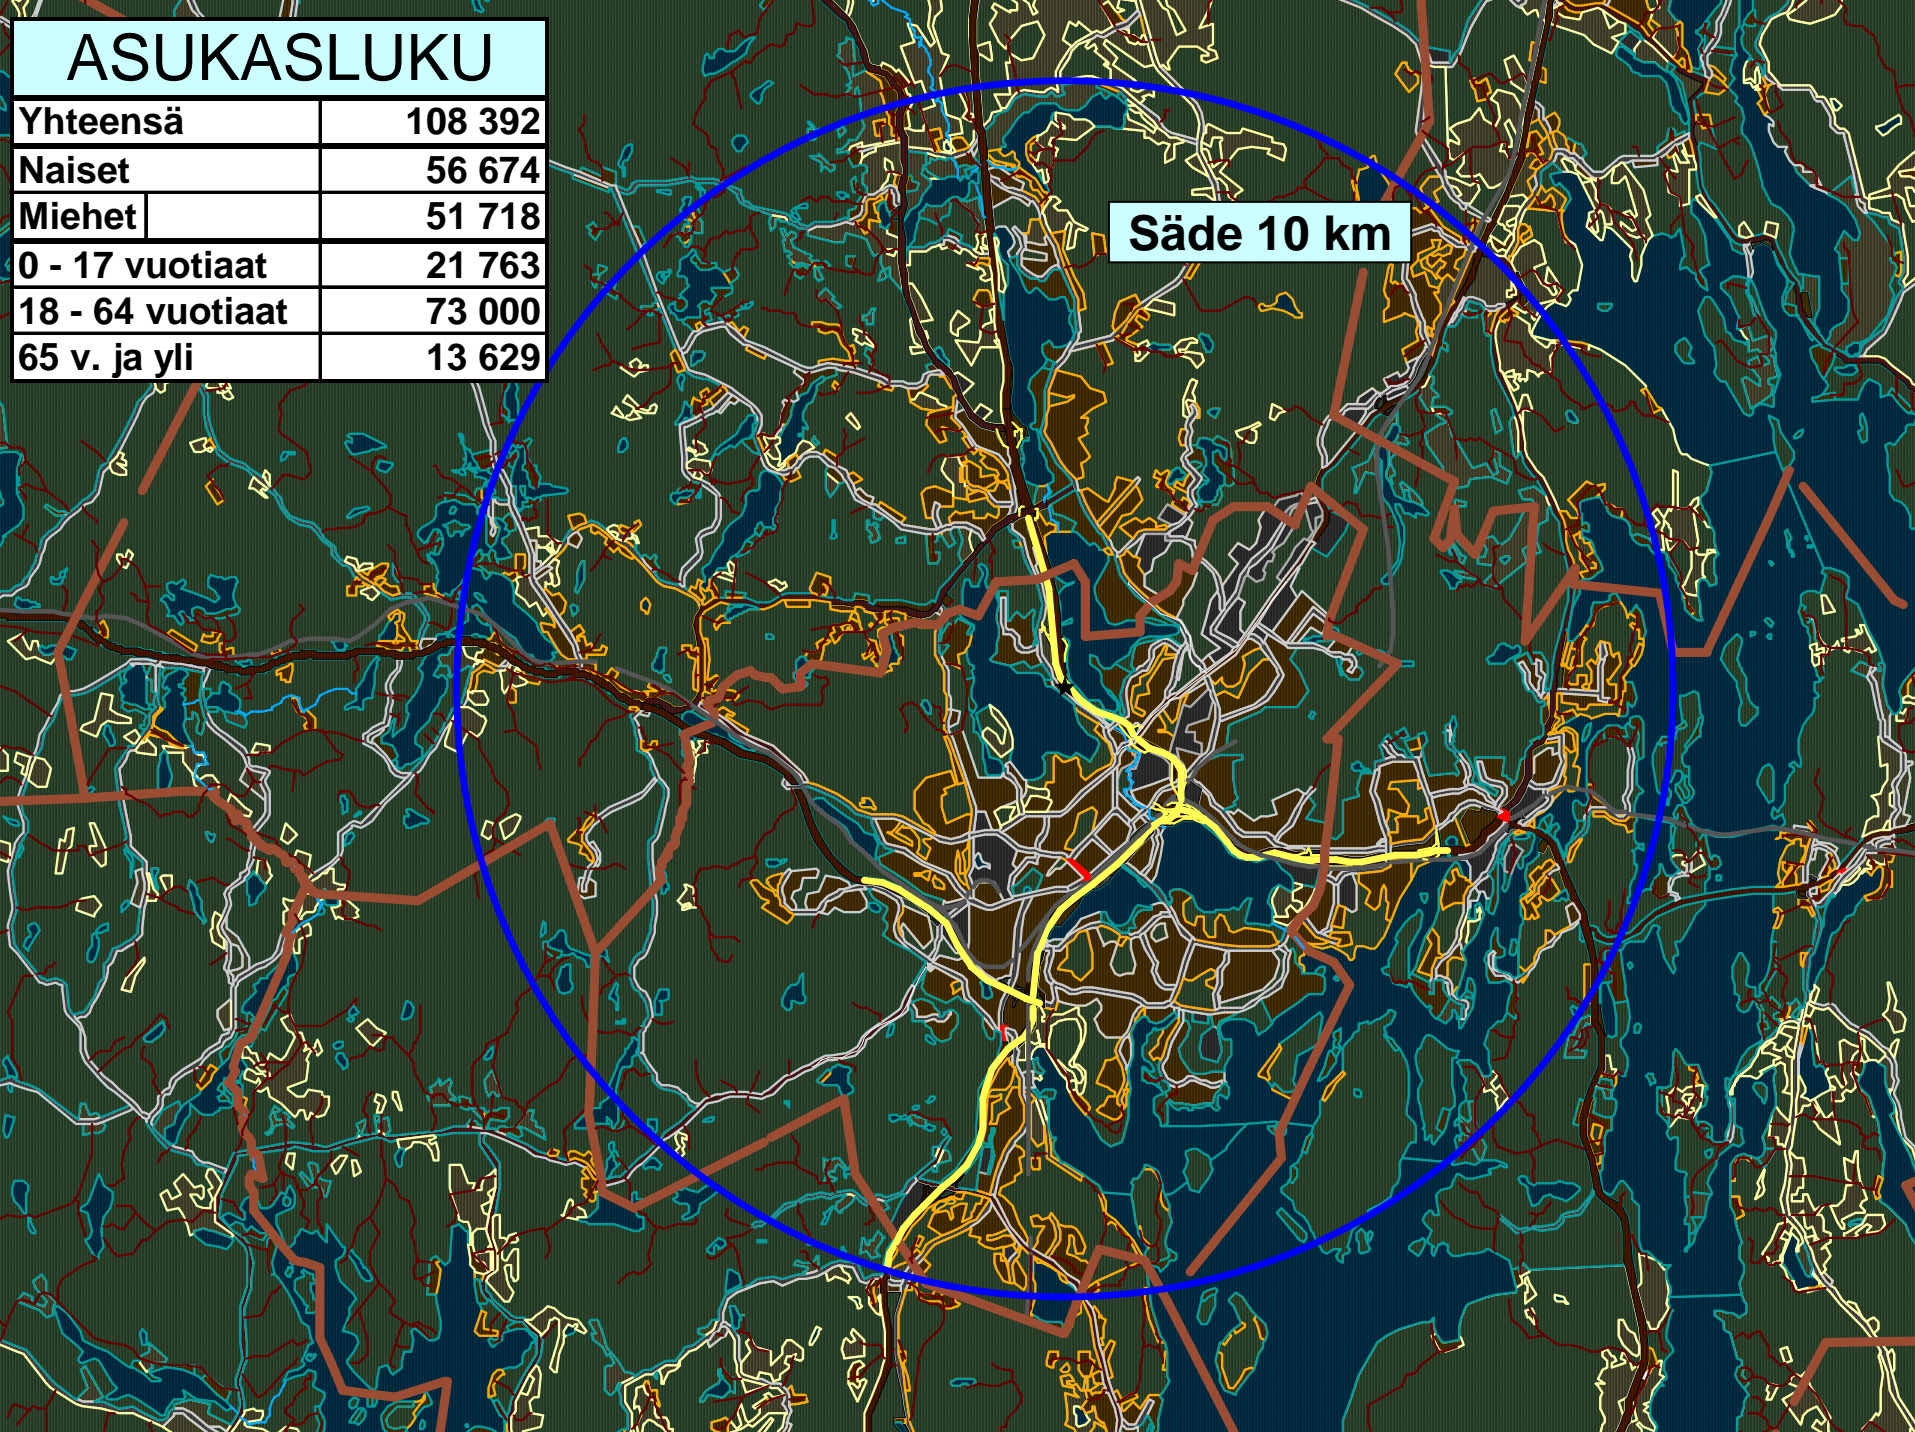 ASUKASLUKU
Yhteensä 108 392
Naiset 56 674
Miehet 51 718
0 - 17 vuotiaat 21 763
18 - 64 vuotiaat 73 000
65 v. ja yli 13 629
Säde 10 km